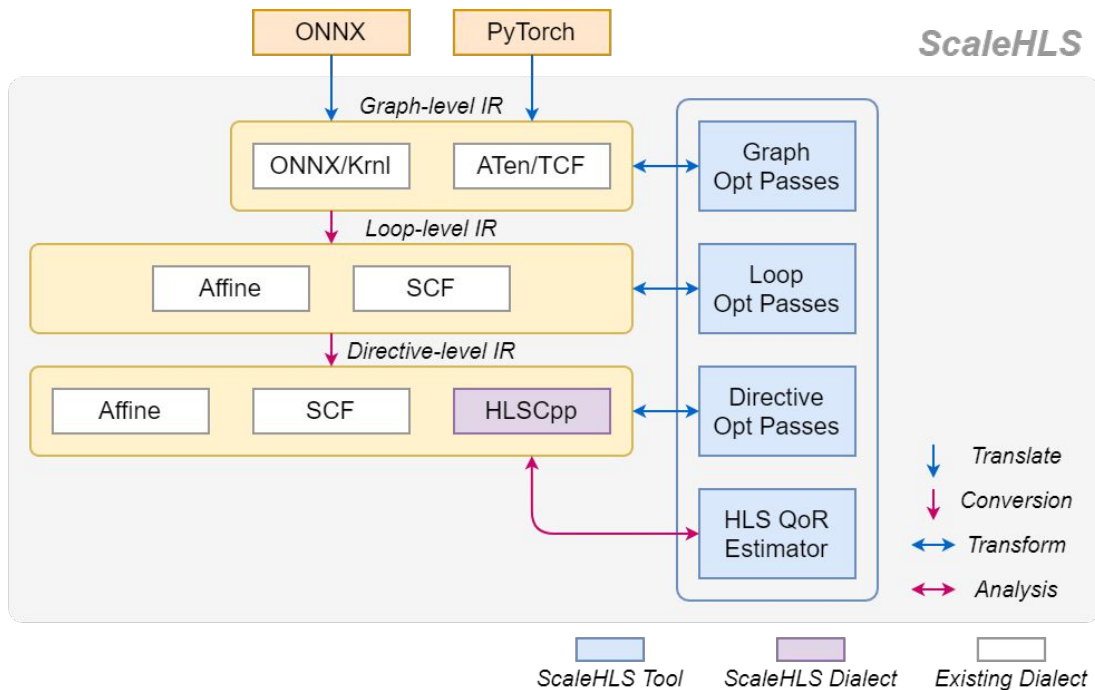 ONNX
PyTorch
ScaleHLS
Graph-level IR
ONNX/Krnl
ATen/TCF
Graph
Opt Passes
Loop-level IR
Affine
SCF
Loop
Opt Passes
Directive-level IR
Affine
SCF
HLSCpp
Directive
Opt Passes
HLS QoR
Estimator
Translate
Conversion
Transform
Analysis
ScaleHLS Tool
ScaleHLS Dialect
Existing Dialect